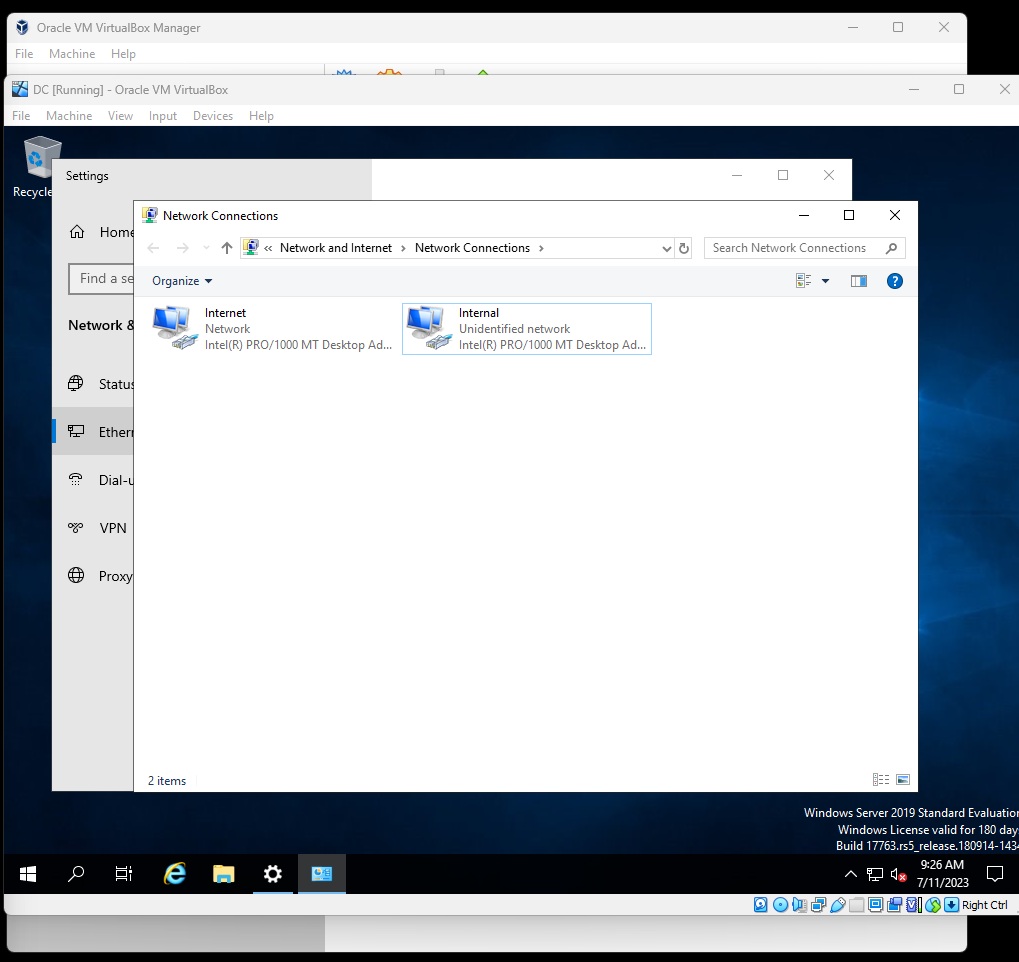 Oracle VM VirtualBox Manager
File Machine Help
DC [Running] - Oracle VM VirtualBox
File Machine View Input Devices Help
Recycle
Settings
Home
Find a se
Network &
Status
Ethern
Dial-u
VPN
Proxy
Network Connections
« Network and Internet > Network Connections >
Search Network Connections
Organize
Internet
Network
Intel(R) PRO/1000 MT Desktop Ad...
Internal
Unidentified network
Intel(R) PRO/1000 MT Desktop Ad...
2 items
Windows Server 2019 Standard Evaluation
Windows License valid for 180 day
Build 17763.rs5_release.180914-143
9:26 AM
7/11/2023
Right Ctrl